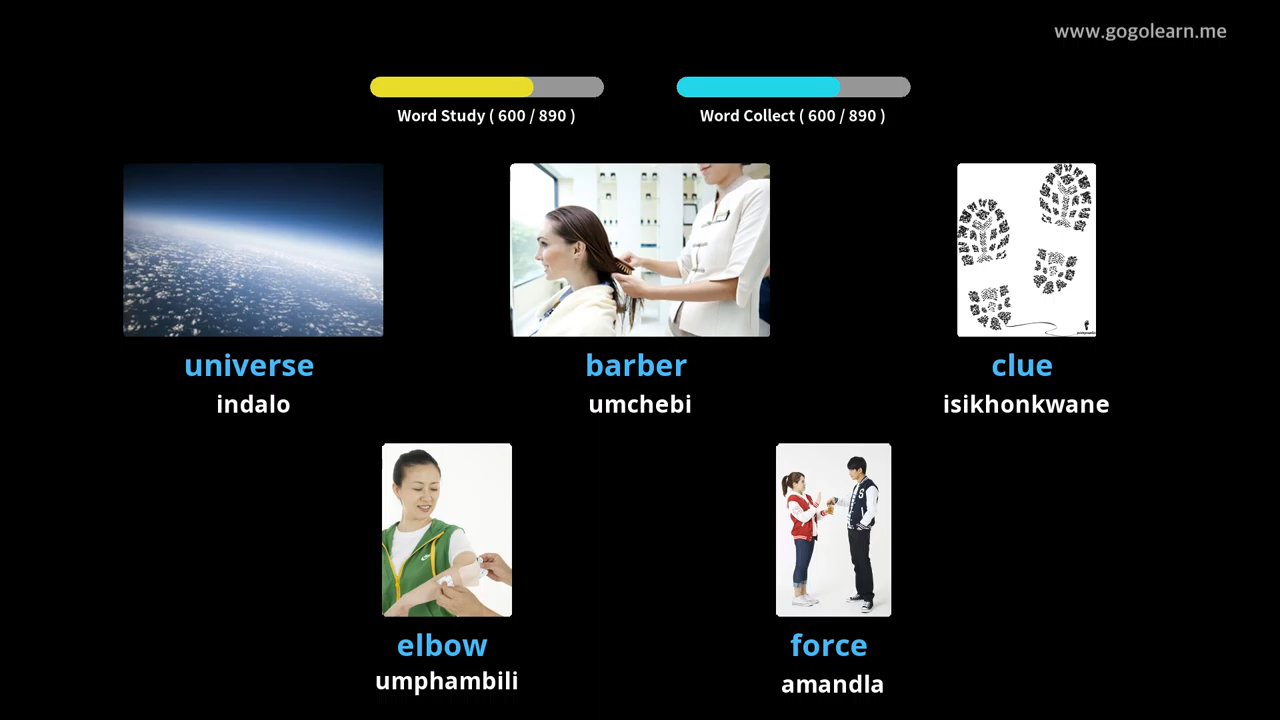 www.gogolearn.me
Word Study ( 600 / 890 )
Word Collect ( 600 / 890 )
universe
barber
clue
indalo
umchebi
isikhonkwane
elbow
force
umphambili
amandla